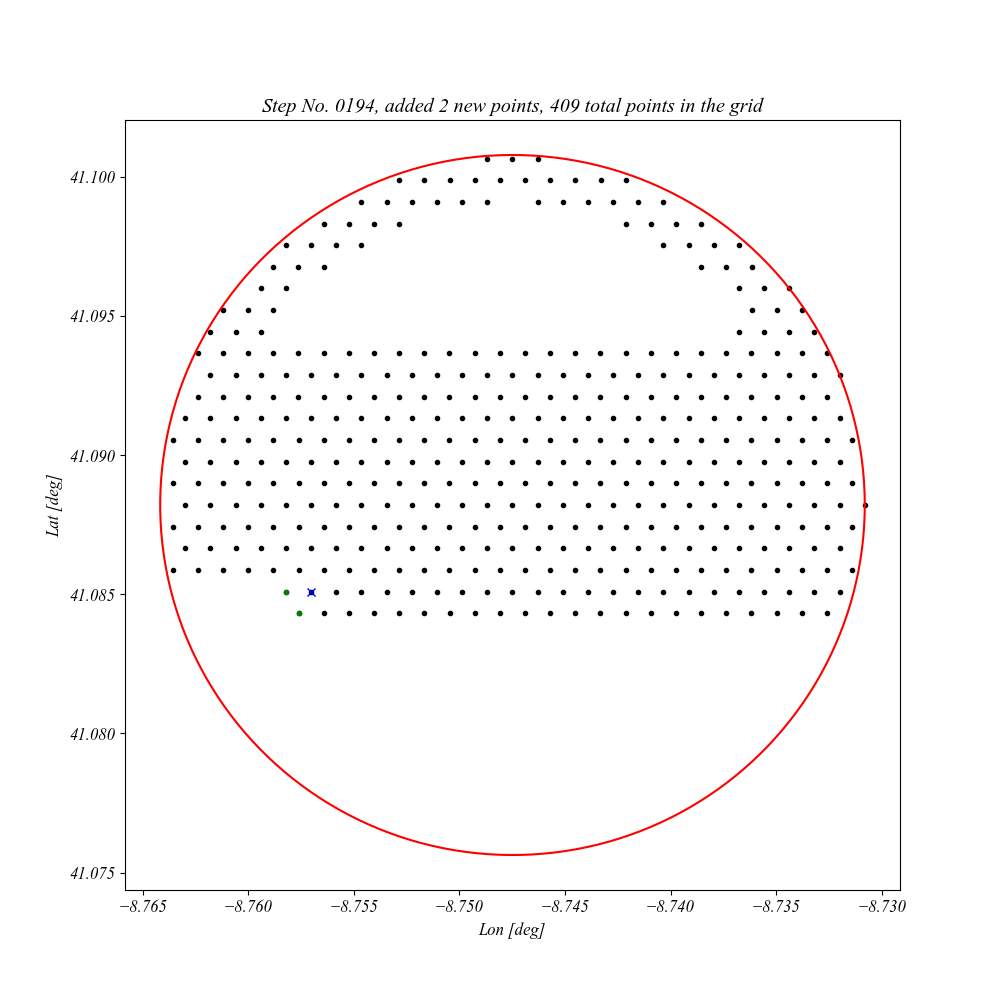 Step No. 0194, added 2 new points, 409 total points in the grid
41.100
41.095
41.090
41.085
41.080
41.075
Lat [deg]
−8.765 −8.760 −8.755 −8.750 −8.745 −8.740 −8.735 −8.730
Lon [deg]